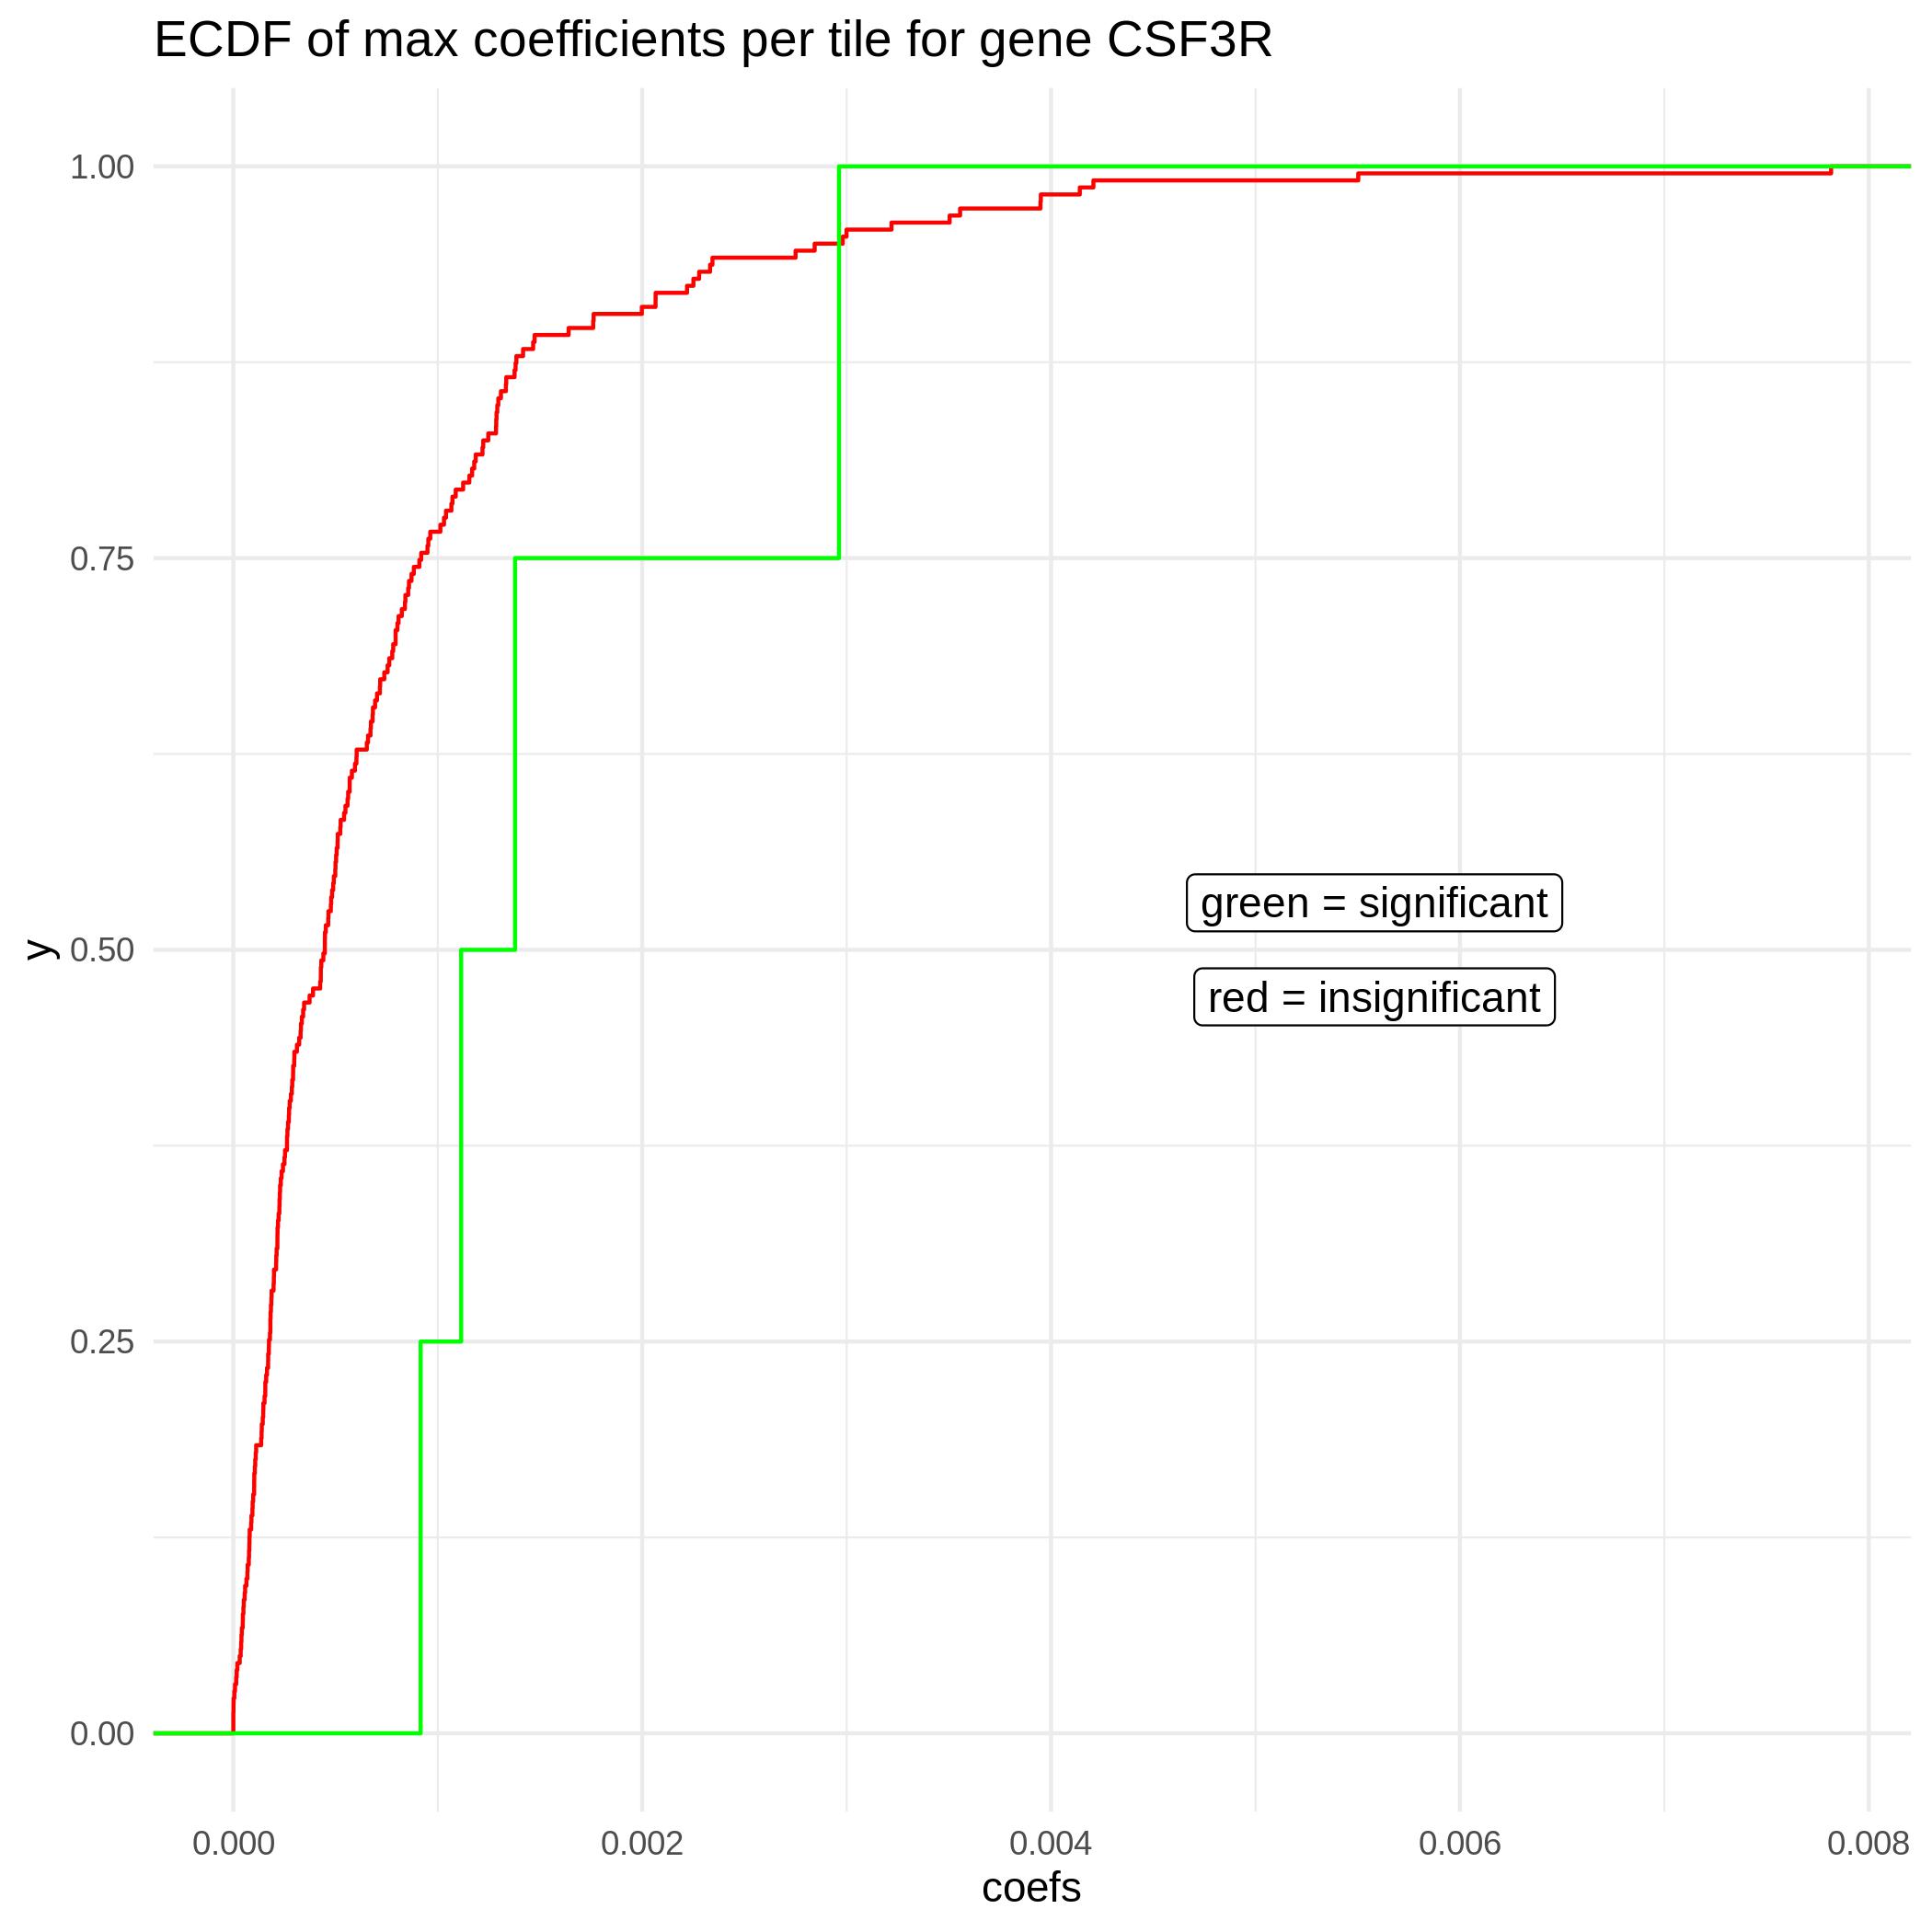 ECDF of max coefficients per tile for gene CSF3R
1.00
0.75
0.50
0.25
0.00
y
green = significant
red = insignificant
0.000 0.002 0.004 0.006 0.008
coefs